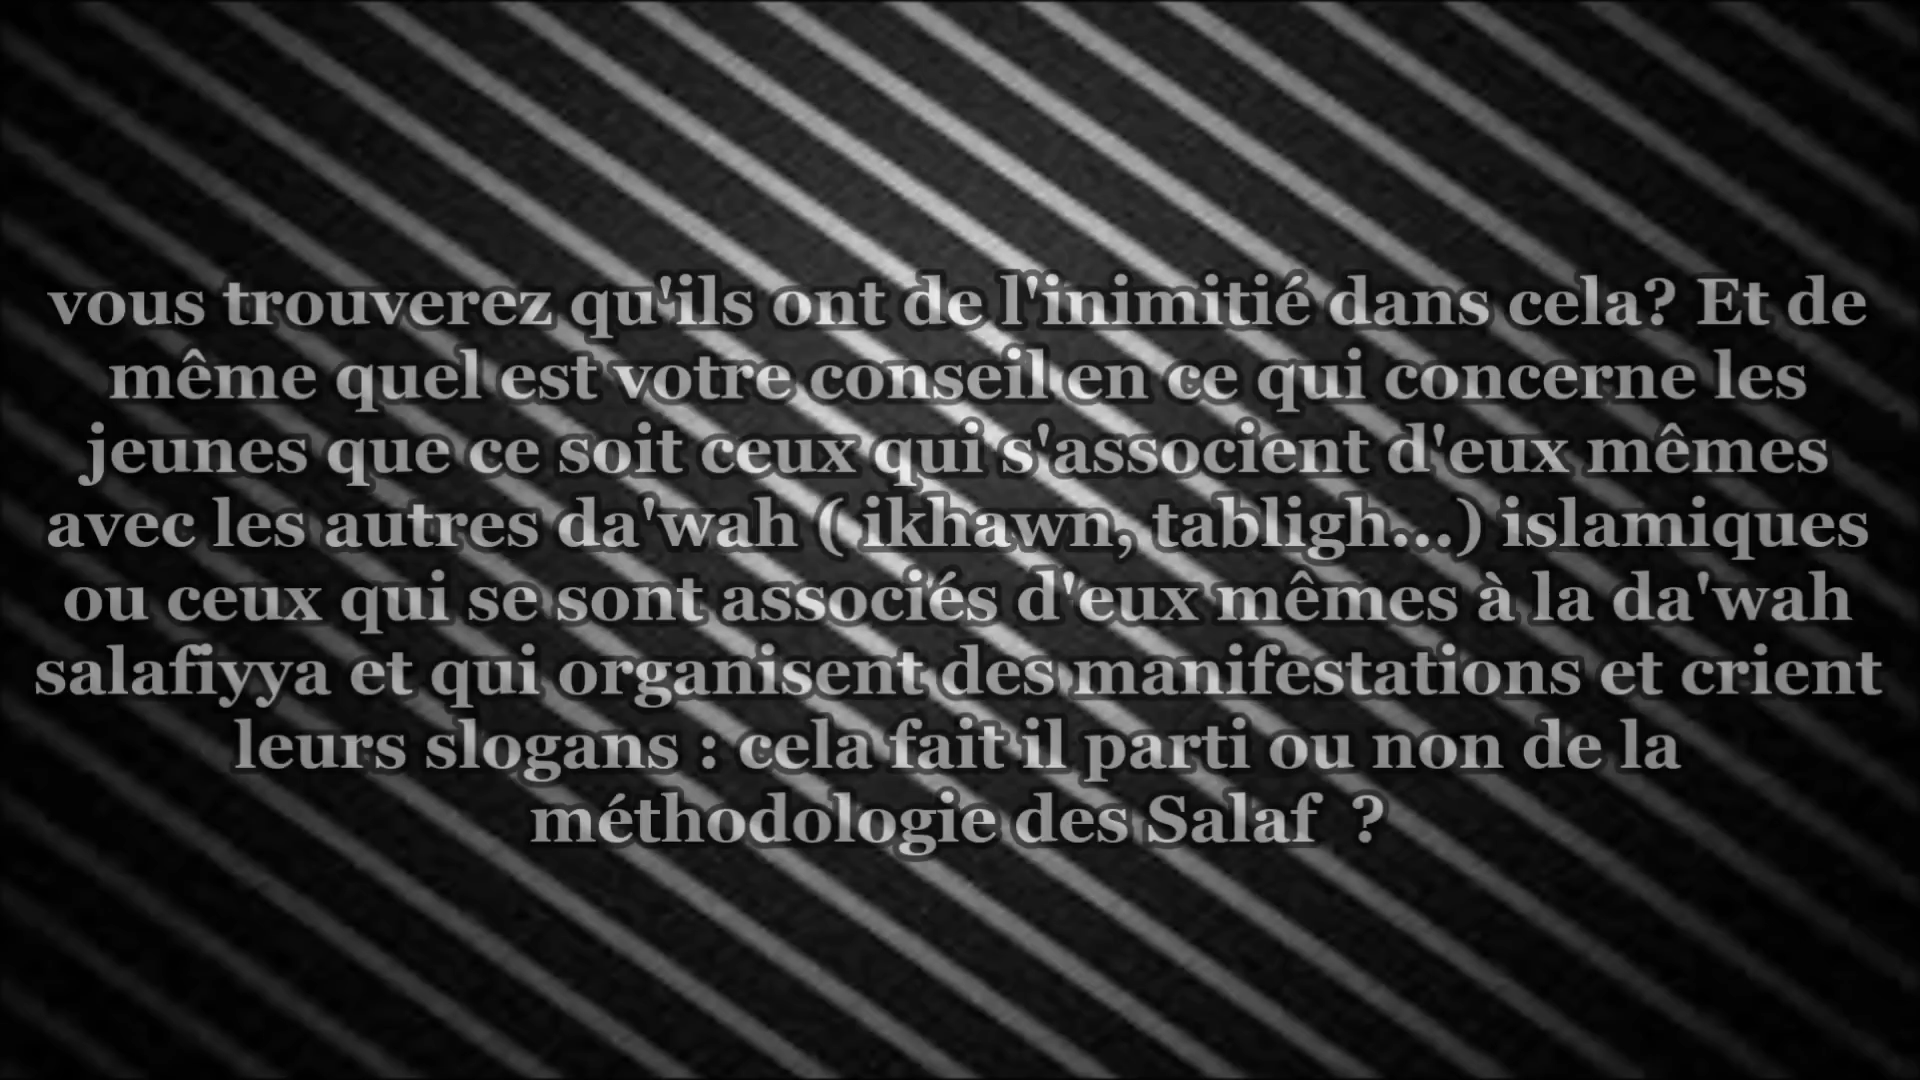 vous trouverez qu'ils ont de l'inimitié dans cela? Et de
même quel est votre conseil en ce qui concerne les
jeunes que ce soit ceux qui s'associent d'eux mêmes
avec les autres da'wah ( ikhawn, tabligh...) islamiques
ou ceux qui se sont associés d'eux mêmes à la da'wah
salafiyya et qui organisent des manifestations et crient
leurs slogans : cela fait il parti ou non de la
méthodologie des Salaf  ?